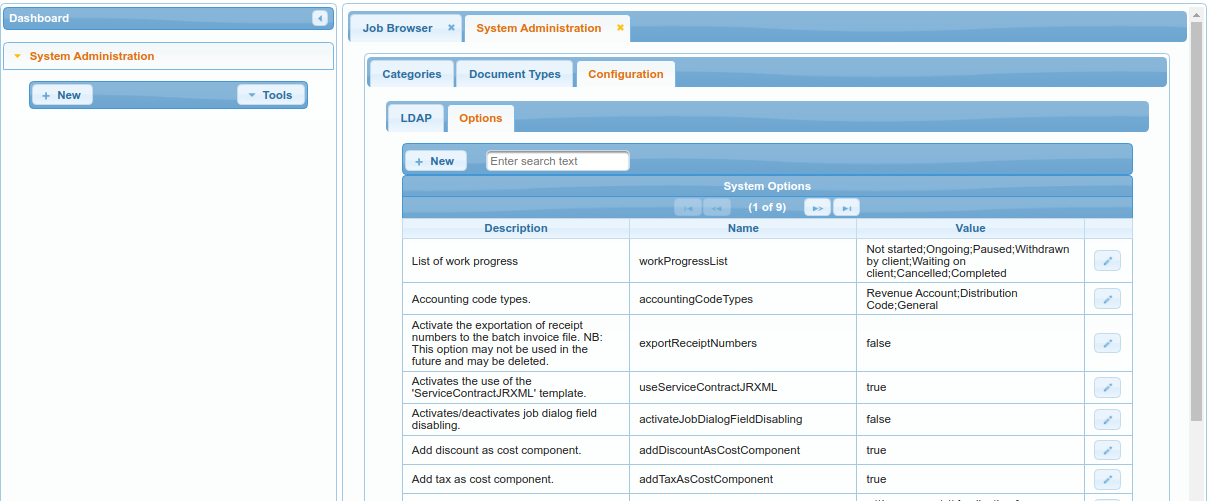 Dashboard
System Administration
New
Tools
Job Browser
System Administration
Categories
Document Types
Configuration
LDAP
Options
New
Enter search text
System Options
(1 of 9)
Description Name Value
List of work progress
workProgressList
Not started;Ongoing;Paused;Withdrawn
by client;Waiting on
client;Cancelled;Completed
Accounting code types.
accountingCodeTypes
Revenue Account;Distribution
Code;General
Activate the exportation of receipt
numbers to the batch invoice file. NB:
This option may not be used in the
future and may be deleted.
exportReceiptNumbers
false
Activates the use of the
'ServiceContractJRXML' template.
useServiceContractJRXML
true
Activates/deactivates job dialog field
disabling.
activateJobDialogFieldDisabling
false
Add discount as cost component.
addDiscountAsCostComponent
true
Add tax as cost component.
addTaxAsCostComponent
true